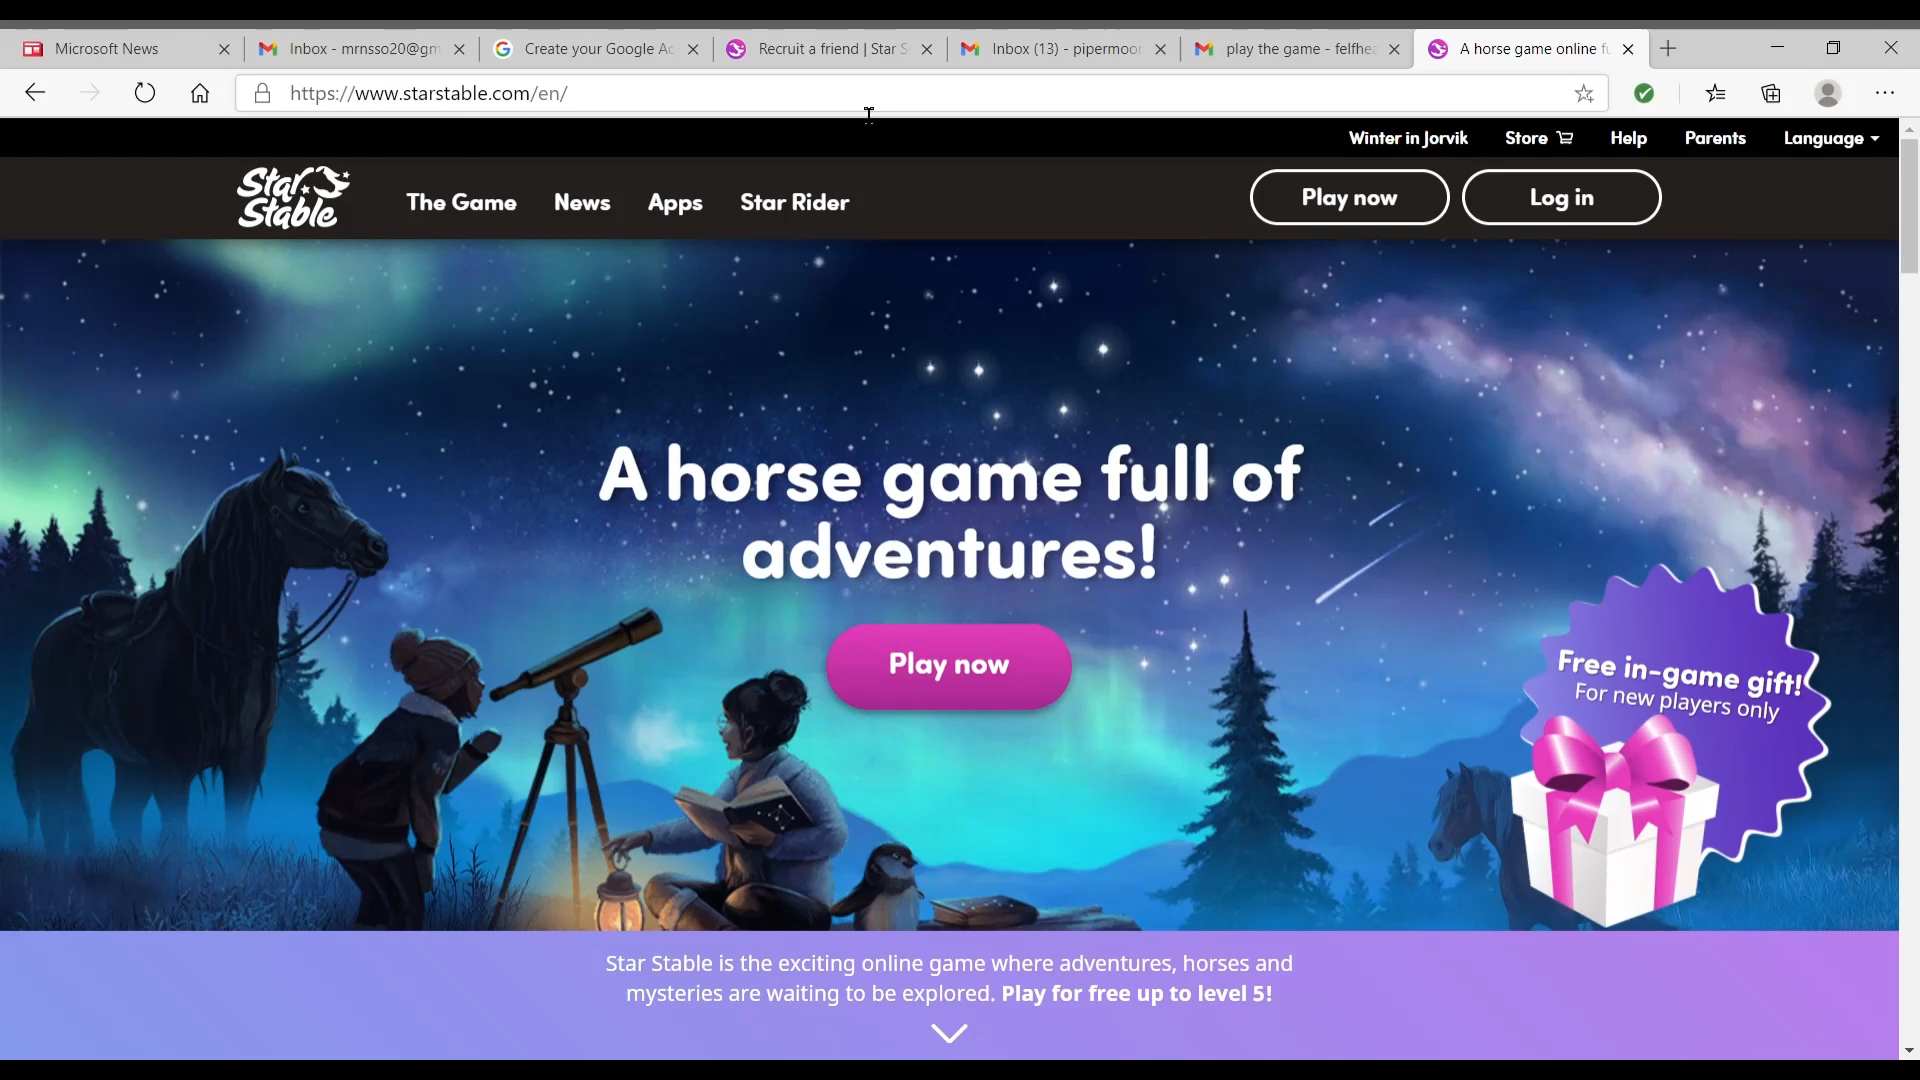 Microsoft News
Inbox - mrnsso20@gm
Create your Google Ac
Recruit a friend | Star S
Inbox (13) - pipermoor
play the game - felfhea
A horse game online fu
https://www.starstable.com/en/
Winter in Jorvik
Store
Help
Parents
Language
Star Stable
The Game
News
Apps
Star Rider
Play now
Log in
A horse game full of
adventures!
Play now
Free in-game gift!
For new players only
Star Stable is the exciting online game where adventures, horses and
mysteries are waiting to be explored. Play for free up to level 5!